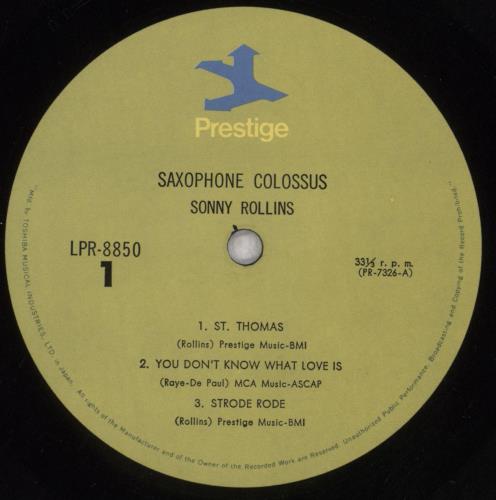 Prestige
SAXOPHONE COLOSSUS
SONNY ROLLINS
LPR-8850
1
33⅓ r. p. m.
(PR-7326-A)
1. ST. THOMAS
(Rollins) Prestige Music-BMI
2. YOU DON'T KNOW WHAT LOVE IS
(Raye-De Paul) MCA Music-ASCAP
3. STRODE RODE
(Rollins) Prestige Music-BMI
"Mfd. by TOSHIBA MUSICAL INDUSTRIES, LTD. in Japan. All rights of the Manufacturer and of the Owner of the Recorded Work are Reserved. Unauthorized Public Performance, Broadcasting and Copying of the Record Prohibited."